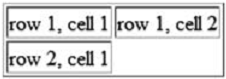 row 1, cell 1 row 1, cell 2
row 2, cell 1